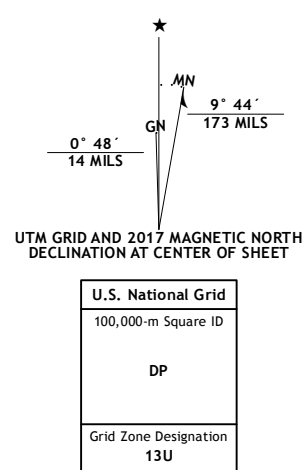 MN
GN
9° 44´
173 MILS
0° 48´
14 MILS
UTM GRID AND 2017 MAGNETIC NORTH
DECLINATION AT CENTER OF SHEET
U.S. National Grid
100,000-m Square ID
DP
Grid Zone Designation
13U